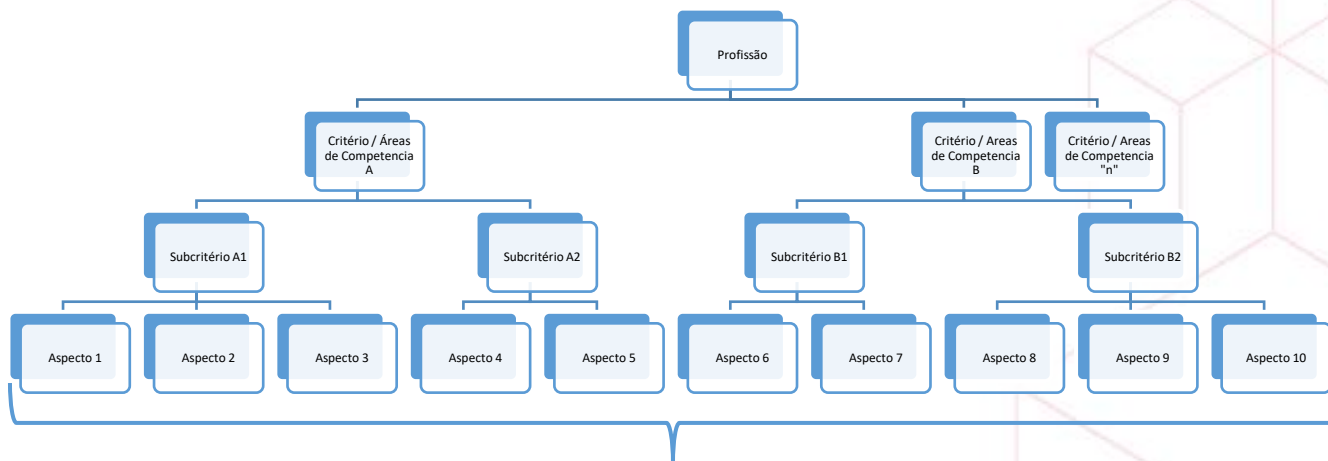 Profissão
Critério / Áreas
de Competencia
A
Critério / Areas
de Competencia
B
Critério / Areas
de Competencia
"n"
Subcritério A1
Subcritério A2
Subcritério B1
Subcritério B2
Aspecto 1
Aspecto 2
Aspecto 3
Aspecto 4
Aspecto 5
Aspecto 6
Aspecto 7
Aspecto 8
Aspecto 9
Aspecto 10